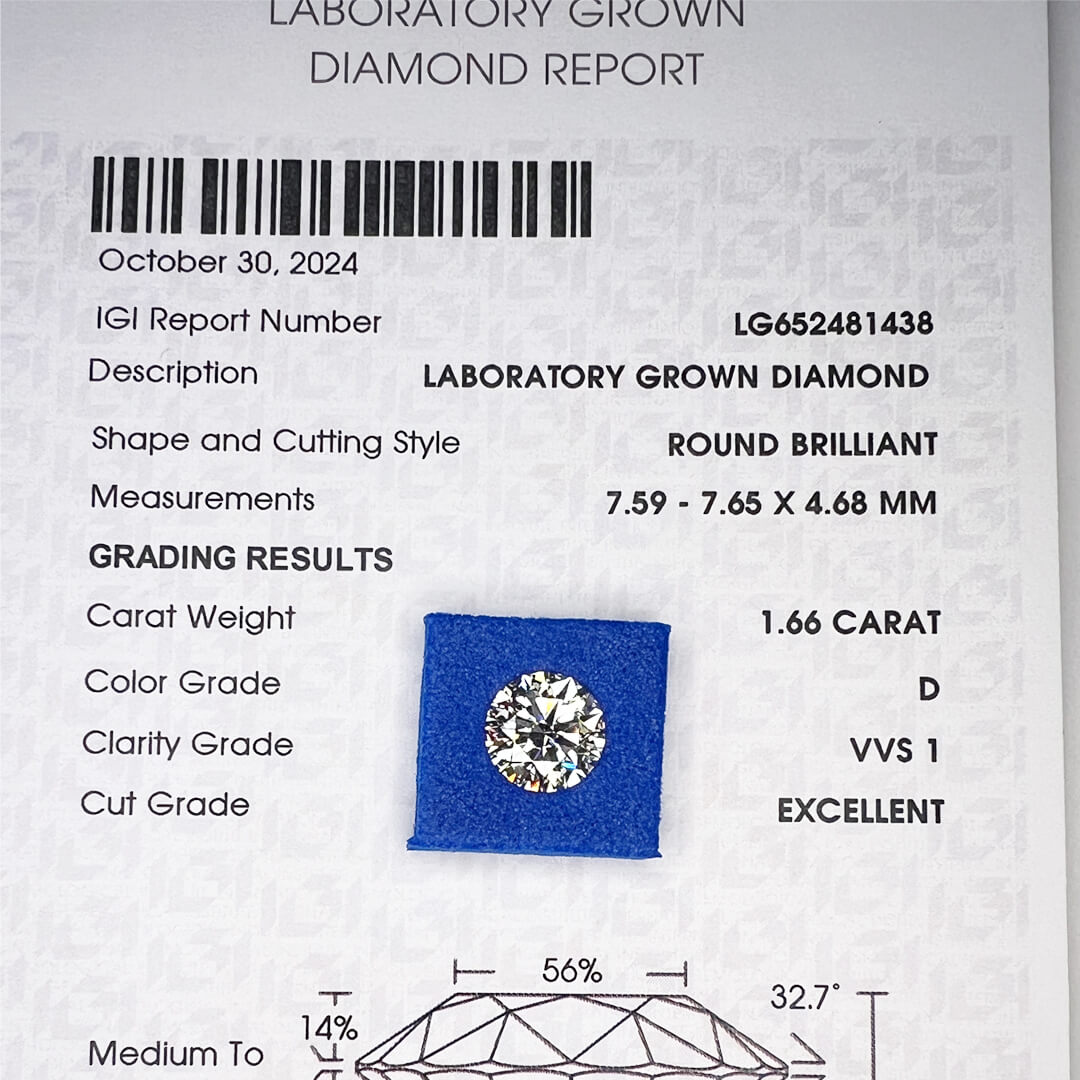 LABORATORY GROWN
DIAMOND REPORT
October 30, 2024
IGI Report Number LG652481438
Description LABORATORY GROWN DIAMOND
Shape and Cutting Style ROUND BRILLIANT
Measurements 7.59 - 7.65 X 4.68 MM
GRADING RESULTS
Carat Weight 1.66 CARAT
Color Grade D
Clarity Grade VVS 1
Cut Grade EXCELLENT
56%
32.7°
14%
Medium To